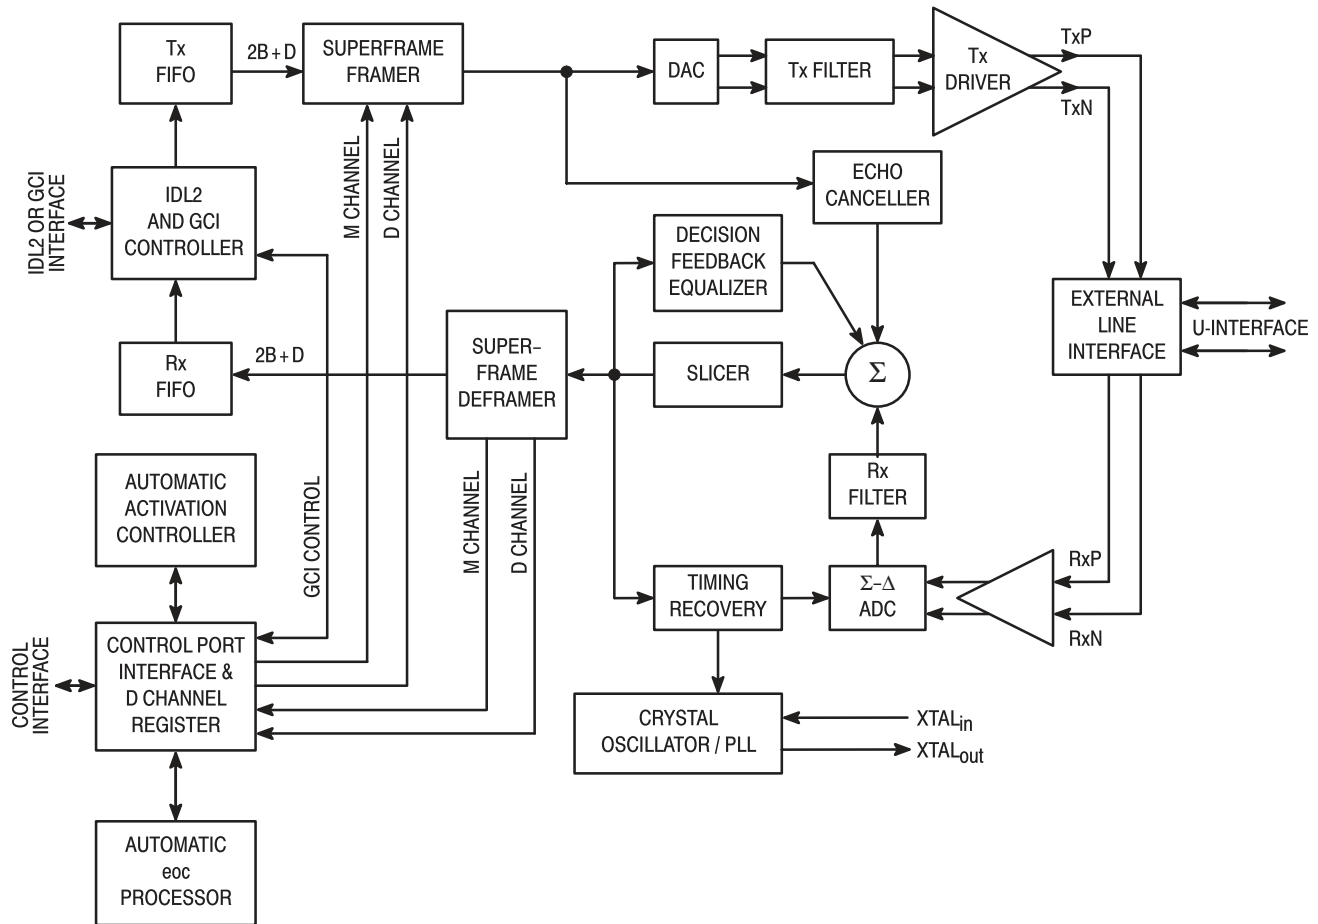 Tx
FIFO
2B+D
SUPERFRAME
FRAMER
DAC
Tx FILTER
Tx
DRIVER
TxP
TxN
ECHO
CANCELLER
M CHANNEL
D CHANNEL
IDL2 OR GCI
INTERFACE
IDL2
AND GCI
CONTROLLER
DECISION
FEEDBACK
EQUALIZER
EXTERNAL
LINE
INTERFACE
U-INTERFACE
Rx
FIFO
2B+D
SUPER–
FRAME
DEFRAMER
SLICER
Σ
Rx
FILTER
AUTOMATIC
ACTIVATION
CONTROLLER
GCI CONTROL
M CHANNEL
D CHANNEL
TIMING
RECOVERY
Σ–Δ
ADC
RxP
RxN
CONTROL
INTERFACE
CONTROL PORT
INTERFACE &
D CHANNEL
REGISTER
CRYSTAL
OSCILLATOR / PLL
XTALin
XTALout
AUTOMATIC
eoc
PROCESSOR